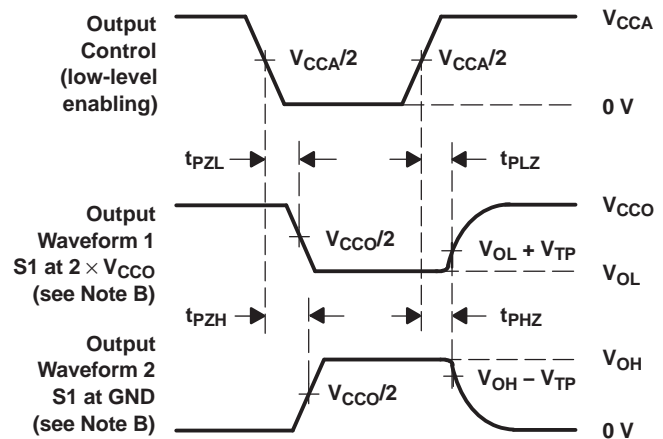 Output
Control
(low-level
enabling)
V_CCA/2
V_CCA/2
V_CCA
0 V
t_PZL
t_PLZ
Output
Waveform 1
S1 at 2 × V_CCO
(see Note B)
V_CCO/2
V_CCO
V_OL + V_TP
V_OL
t_PZH
t_PHZ
Output
Waveform 2
S1 at GND
(see Note B)
V_CCO/2
V_OH
V_OH − V_TP
0 V